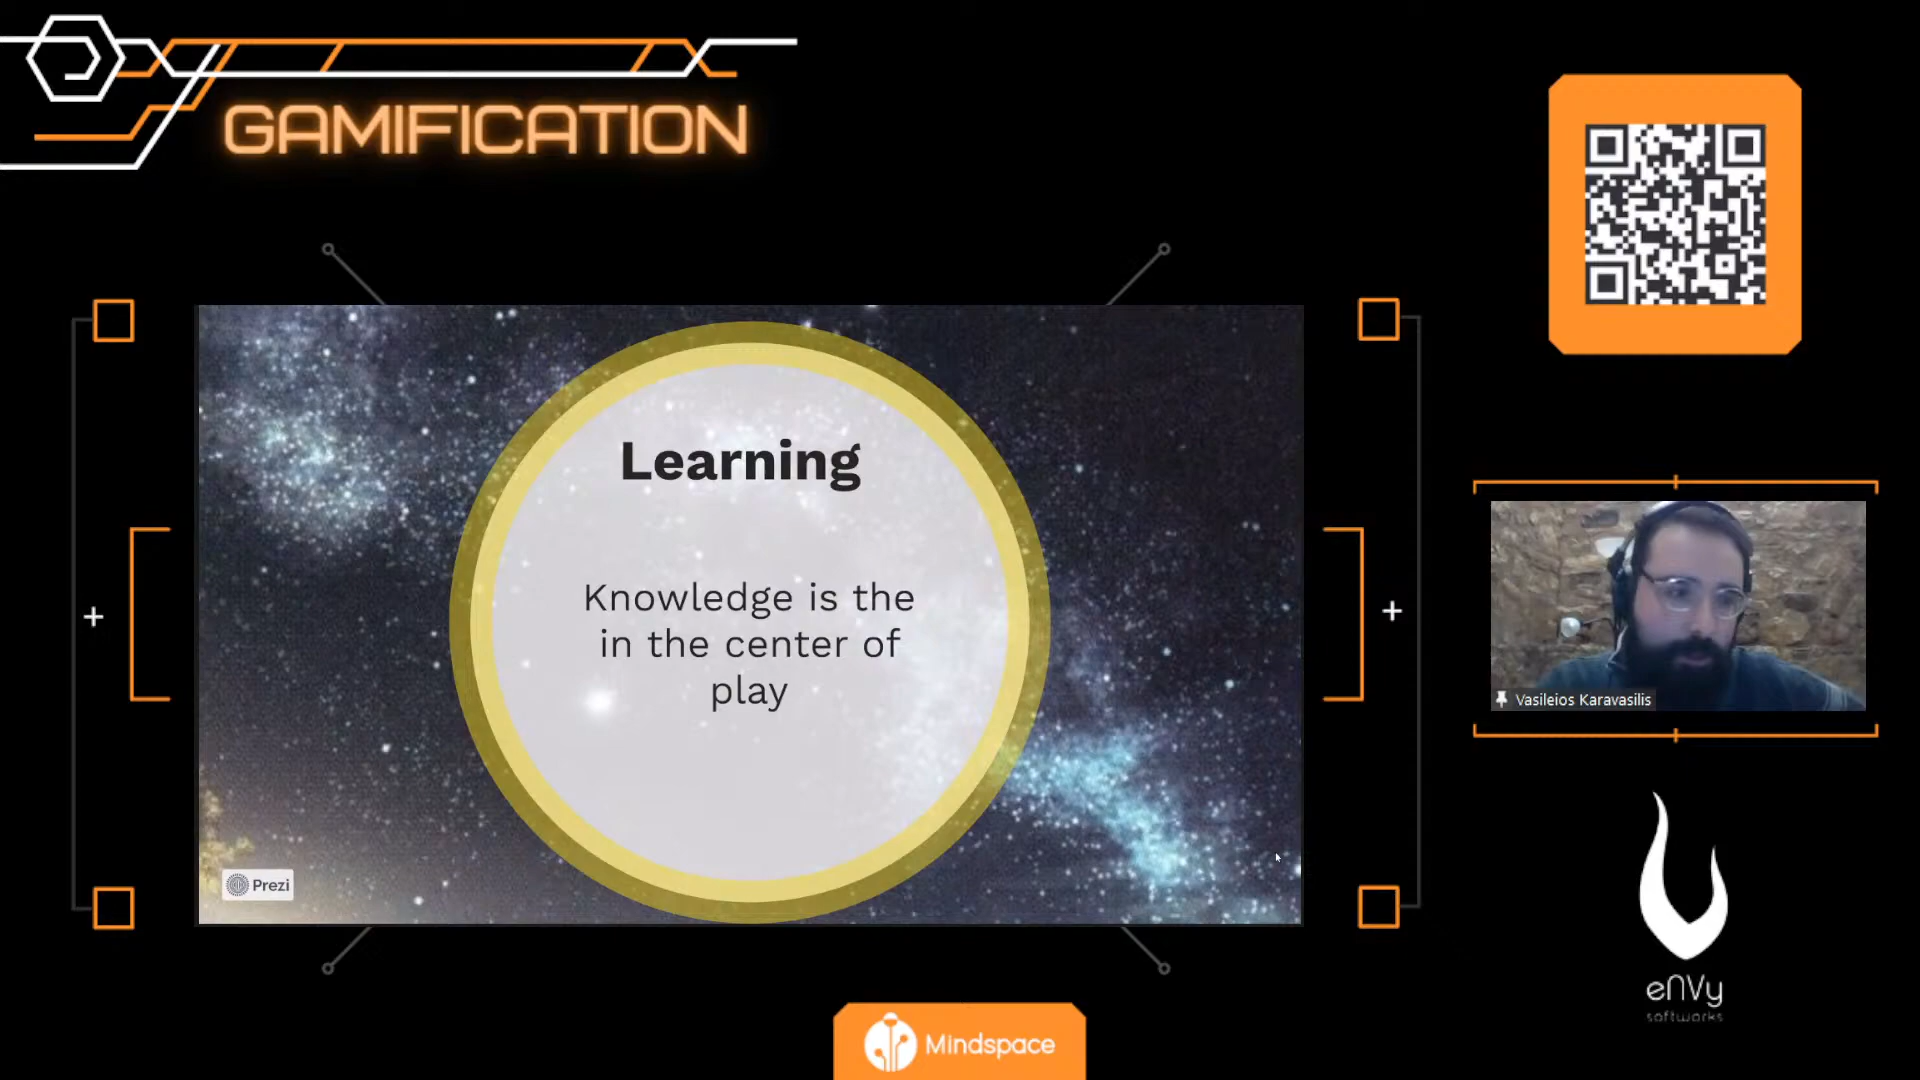 GAMIFICATION
Learning
Knowledge is the
in the center of
play
Prezi
Vasileios Karavasilis
eNVy
softworks
Mindspace